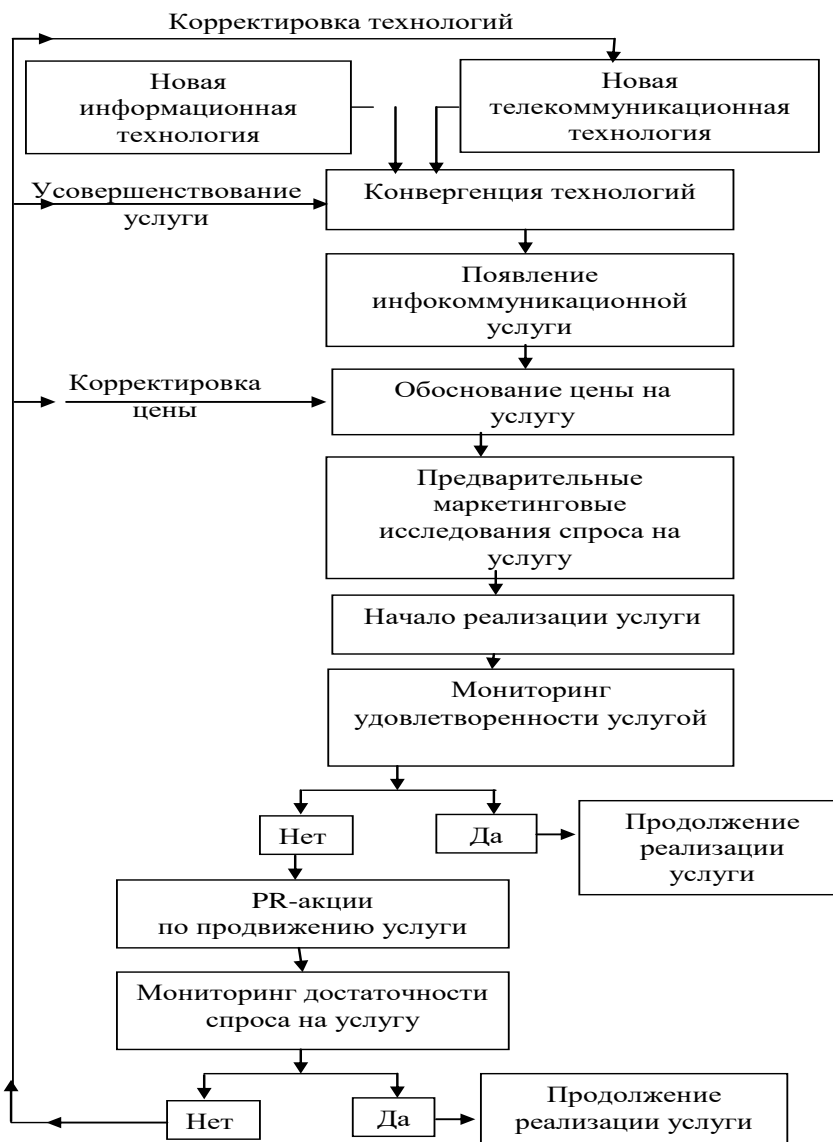 Корректировка технологий
Новая
информационная
технология
Новая
телекоммуникационная
технология
Усовершенствование
услуги
Конвергенция технологий
Появление
инфокоммуникационной
услуги
Корректировка
цены
Обоснование цены на
услугу
Предварительные
маркетинговые
исследования спроса на
услугу
Начало реализации услуги
Мониторинг
удовлетворенности услугой
Нет
Да
Продолжение
реализации
услуги
PR-акции
по продвижению услуги
Мониторинг достаточности
спроса на услугу
Нет
Да
Продолжение
реализации услуги